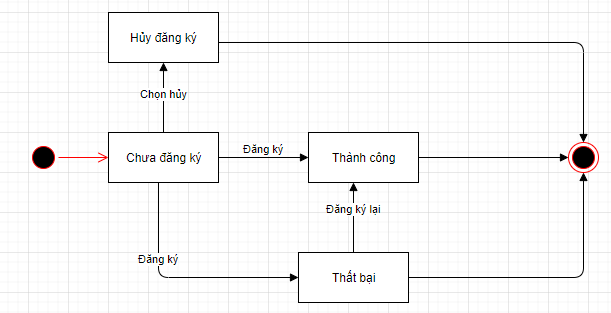 Hủy đăng ký
Chọn hủy
Chưa đăng ký
Đăng ký
Thành công
Đăng ký lại
Đăng ký
Thất bại